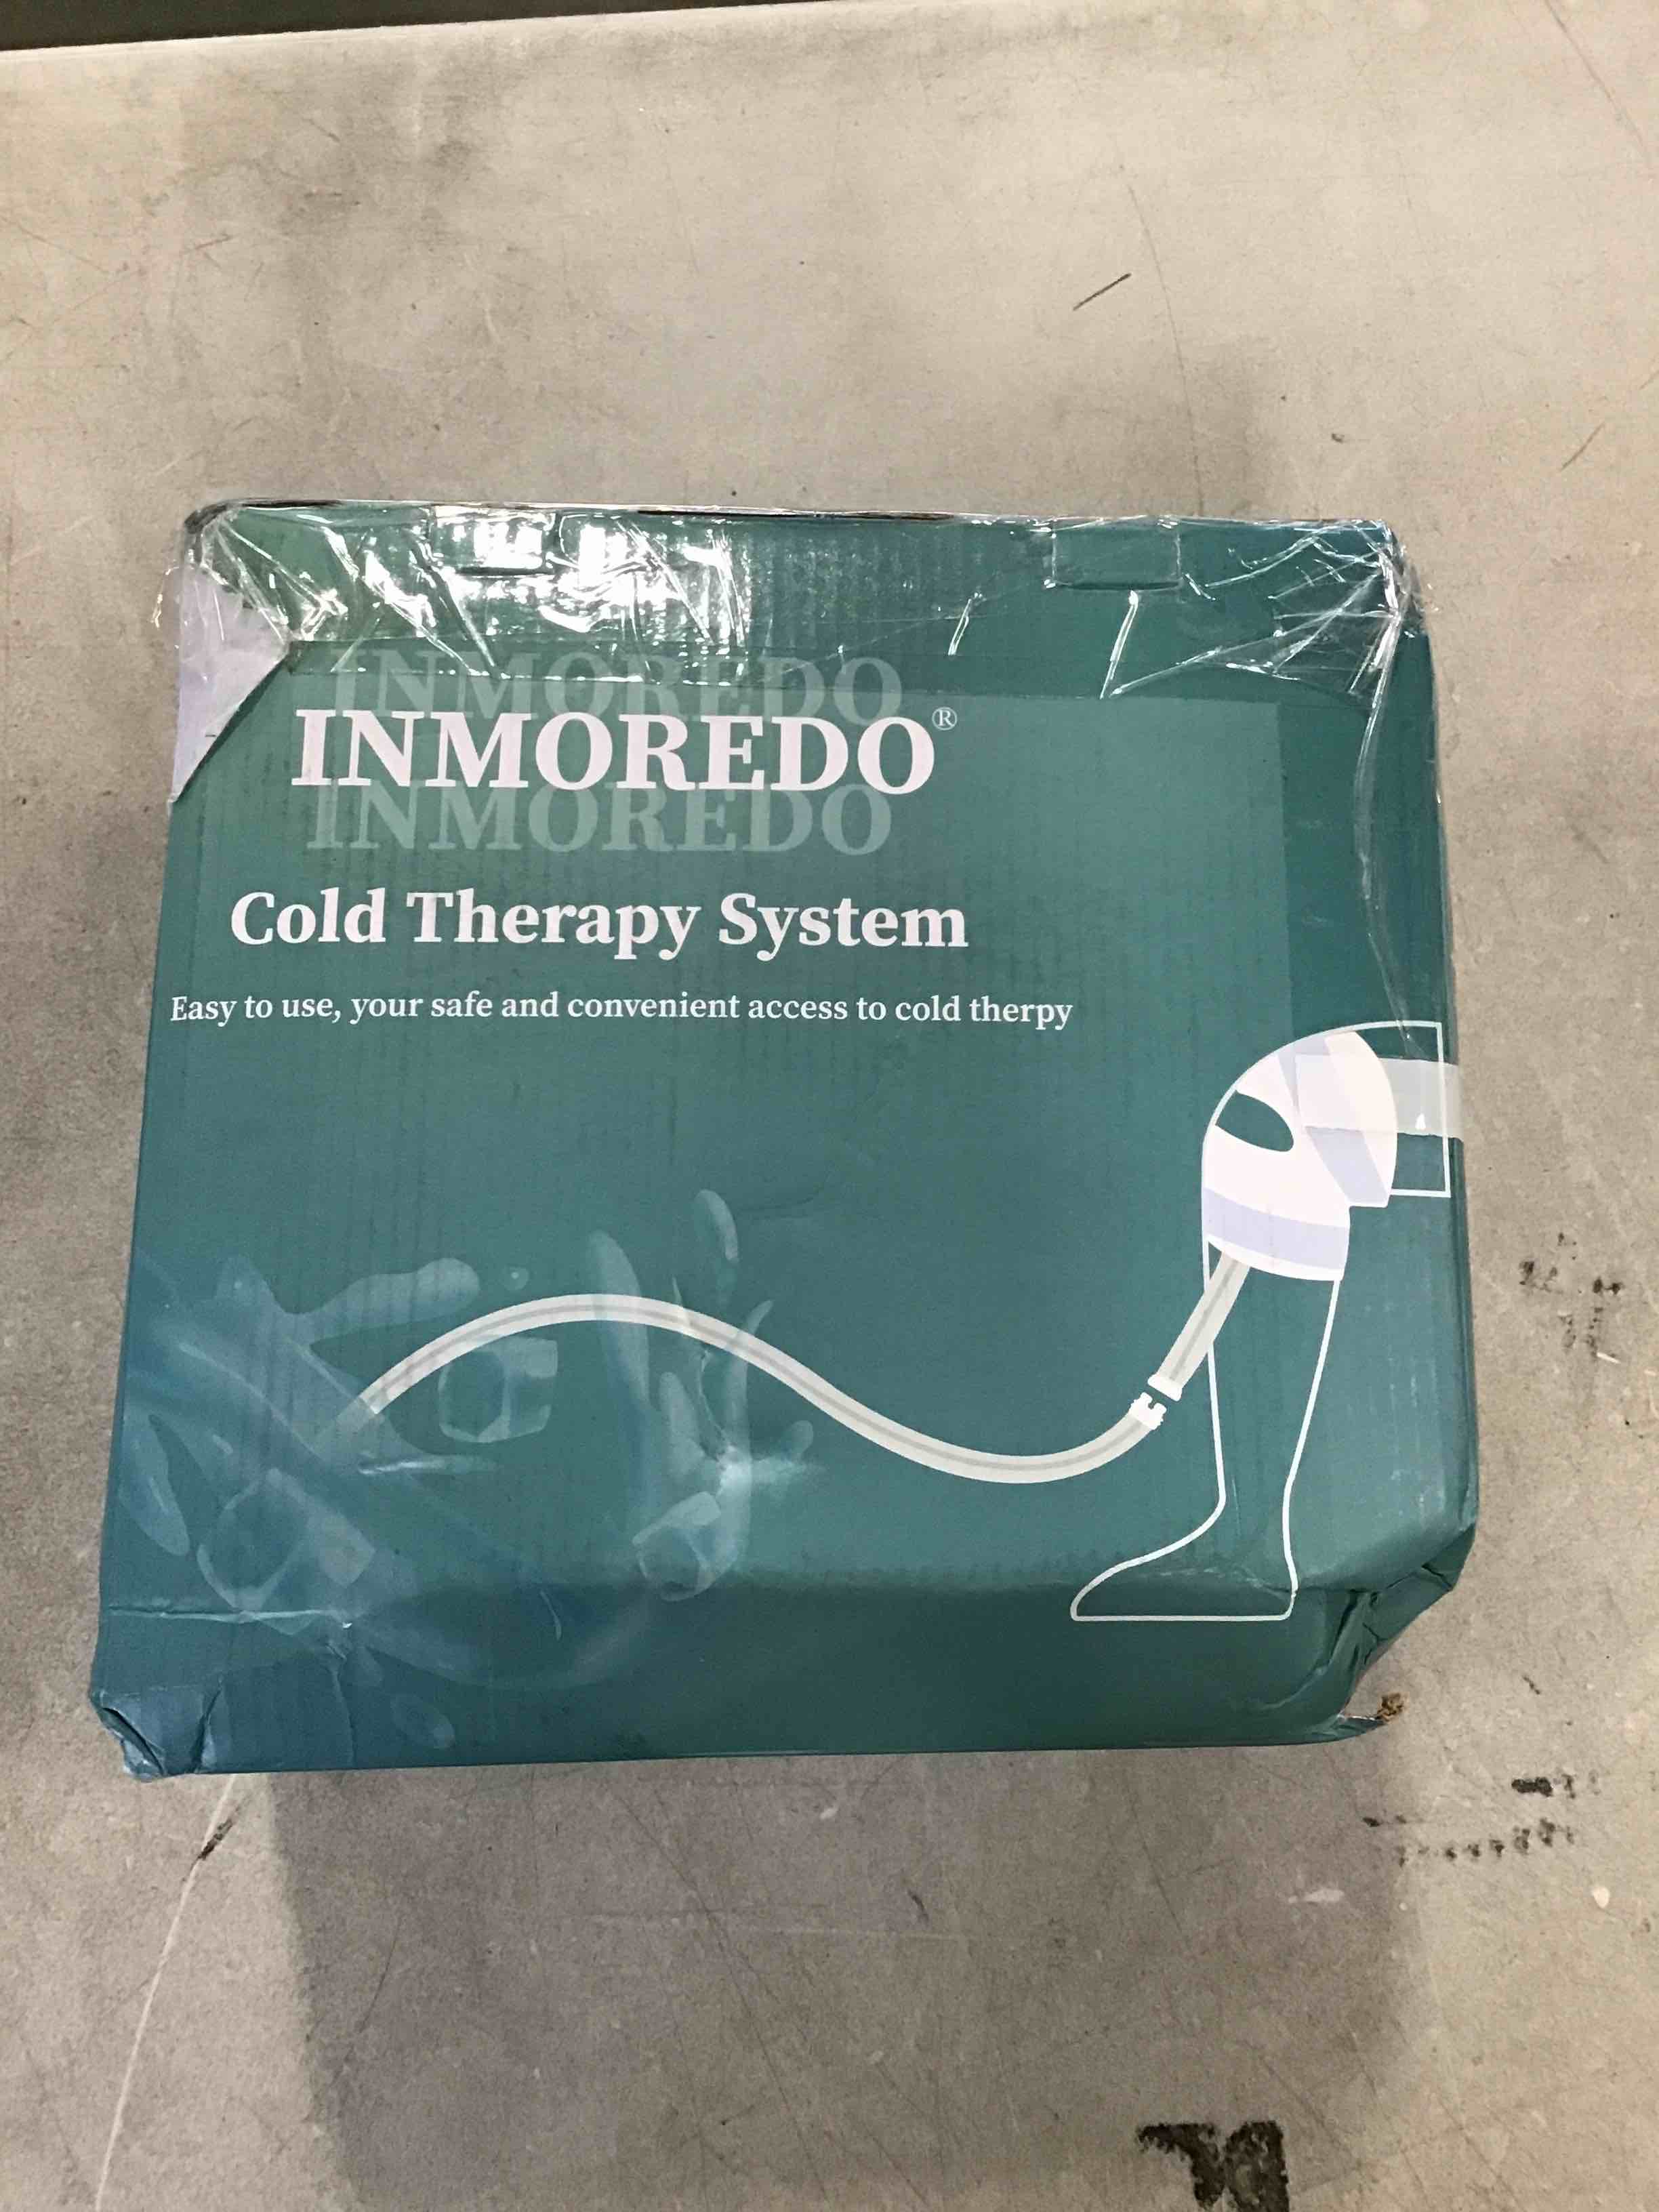 INMOREDO
INMOREDO®
INMOREDO
Cold Therapy System
Easy to use, your safe and convenient access to cold therpy